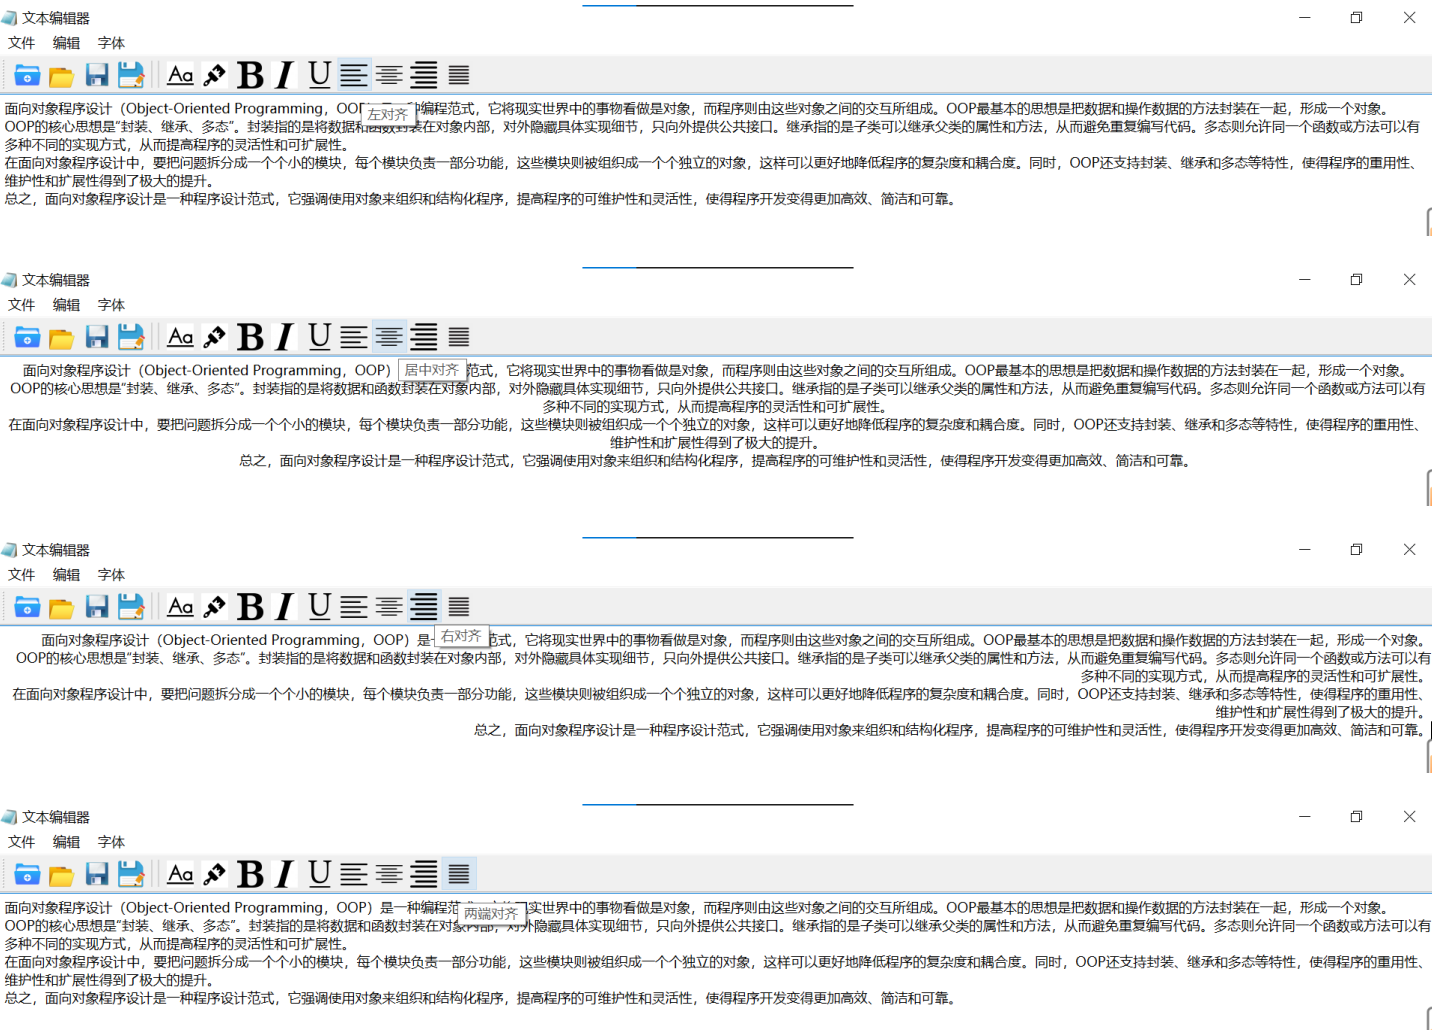 文本编辑器
文件 编辑 字体
Aa B I U
左对齐
面向对象程序设计（Object-Oriented Programming，OOP）是一种编程范式，它将现实世界中的事物看做是对象，而程序则由这些对象之间的交互所组成。OOP最基本的思想是把数据和操作数据的方法封装在一起，形成一个对象。
OOP的核心思想是“封装、继承、多态”。封装指的是将数据和函数封装在对象内部，对外隐藏具体实现细节，只向外提供公共接口。继承指的是子类可以继承父类的属性和方法，从而避免重复编写代码。多态则允许同一个函数或方法可以有
多种不同的实现方式，从而提高程序的灵活性和可扩展性。
在面向对象程序设计中，要把问题拆分成一个个小的模块，每个模块负责一部分功能，这些模块则被组织成一个个独立的对象，这样可以更好地降低程序的复杂度和耦合度。同时，OOP还支持封装、继承和多态等特性，使得程序的重用性、
维护性和扩展性得到了极大的提升。
总之，面向对象程序设计是一种程序设计范式，它强调使用对象来组织和结构化程序，提高程序的可维护性和灵活性，使得程序开发变得更加高效、简洁和可靠。
文本编辑器
文件 编辑 字体
Aa B I U
居中对齐
面向对象程序设计（Object-Oriented Programming，OOP）范式，它将现实世界中的事物看做是对象，而程序则由这些对象之间的交互所组成。OOP最基本的思想是把数据和操作数据的方法封装在一起，形成一个对象。
OOP的核心思想是“封装、继承、多态”。封装指的是将数据和函数封装在对象内部，对外隐藏具体实现细节，只向外提供公共接口。继承指的是子类可以继承父类的属性和方法，从而避免重复编写代码。多态则允许同一个函数或方法可以有
多种不同的实现方式，从而提高程序的灵活性和可扩展性。
在面向对象程序设计中，要把问题拆分成一个个小的模块，每个模块负责一部分功能，这些模块则被组织成一个个独立的对象，这样可以更好地降低程序的复杂度和耦合度。同时，OOP还支持封装、继承和多态等特性，使得程序的重用性、
维护性和扩展性得到了极大的提升。
总之，面向对象程序设计是一种程序设计范式，它强调使用对象来组织和结构化程序，提高程序的可维护性和灵活性，使得程序开发变得更加高效、简洁和可靠。
文本编辑器
文件 编辑 字体
Aa B I U
右对齐
面向对象程序设计（Object-Oriented Programming，OOP）是一范式，它将现实世界中的事物看做是对象，而程序则由这些对象之间的交互所组成。OOP最基本的思想是把数据和操作数据的方法封装在一起，形成一个对象。
OOP的核心思想是“封装、继承、多态”。封装指的是将数据和函数封装在对象内部，对外隐藏具体实现细节，只向外提供公共接口。继承指的是子类可以继承父类的属性和方法，从而避免重复编写代码。多态则允许同一个函数或方法可以有
多种不同的实现方式，从而提高程序的灵活性和可扩展性。
在面向对象程序设计中，要把问题拆分成一个个小的模块，每个模块负责一部分功能，这些模块则被组织成一个个独立的对象，这样可以更好地降低程序的复杂度和耦合度。同时，OOP还支持封装、继承和多态等特性，使得程序的重用性、
维护性和扩展性得到了极大的提升。
总之，面向对象程序设计是一种程序设计范式，它强调使用对象来组织和结构化程序，提高程序的可维护性和灵活性，使得程序开发变得更加高效、简洁和可靠。
文本编辑器
文件 编辑 字体
Aa B I U
两端对齐
面向对象程序设计（Object-Oriented Programming，OOP）是一种编程范式，它将现实世界中的事物看做是对象，而程序则由这些对象之间的交互所组成。OOP最基本的思想是把数据和操作数据的方法封装在一起，形成一个对象。
OOP的核心思想是“封装、继承、多态”。封装指的是将数据和函数封装在对象内部，对外隐藏具体实现细节，只向外提供公共接口。继承指的是子类可以继承父类的属性和方法，从而避免重复编写代码。多态则允许同一个函数或方法可以有
多种不同的实现方式，从而提高程序的灵活性和可扩展性。
在面向对象程序设计中，要把问题拆分成一个个小的模块，每个模块负责一部分功能，这些模块则被组织成一个个独立的对象，这样可以更好地降低程序的复杂度和耦合度。同时，OOP还支持封装、继承和多态等特性，使得程序的重用性、
维护性和扩展性得到了极大的提升。
总之，面向对象程序设计是一种程序设计范式，它强调使用对象来组织和结构化程序，提高程序的可维护性和灵活性，使得程序开发变得更加高效、简洁和可靠。